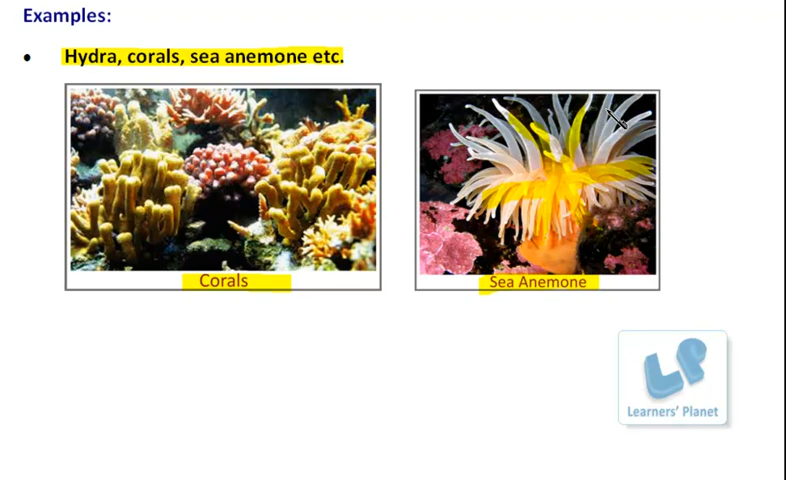 Examples:
• Hydra, corals, sea anemone etc.
Corals
Sea Anemone
LP
Learners' Planet